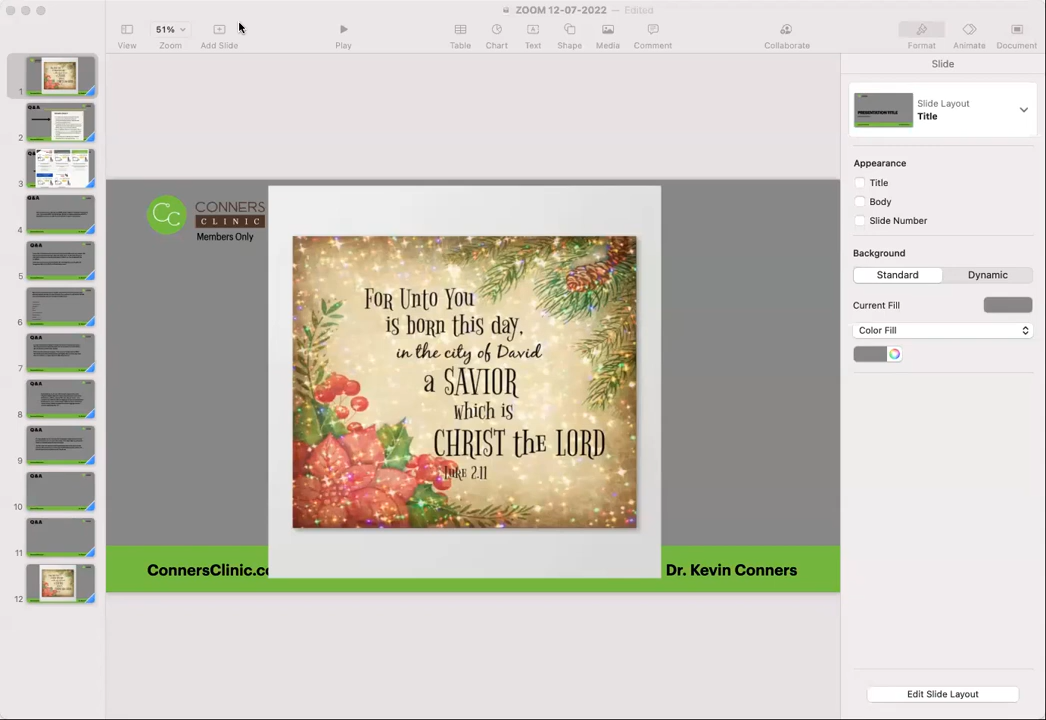 ZOOM 12-07-2022 — Edited
51%
View
Zoom
Add Slide
Play
Table
Chart
Text
Shape
Media
Comment
Collaborate
Format
Animate
Document
1
Q&A
2
3
Q&A
4
Q&A
5
6
Q&A
7
Q&A
8
Q&A
9
Q&A
10
Q&A
11
12
CC
CONNERS
CLINIC
Members Only
For Unto You
is born this day,
in the city of David
a SAVIOR
which is
CHRIST the LORD
Luke 2:11
ConnersClinic.co
Dr. Kevin Conners
Slide
PRESENTATION TITLE
Slide Layout
Title
Appearance
Title
Body
Slide Number
Background
Standard
Dynamic
Current Fill
Color Fill
Edit Slide Layout